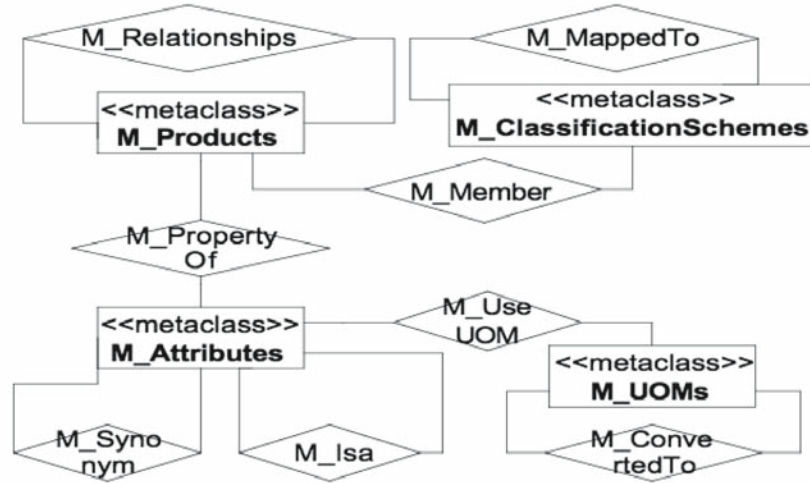 M_Relationships
M_MappedTo
<<metaclass>>
M_Products
<<metaclass>>
M_ClassificationSchemes
M_Member
M_Property
Of
<<metaclass>>
M_Attributes
M_Use
UOM
<<metaclass>>
M_UOMs
M_Syno
nym
M_Isa
M_Conve
rtedTo